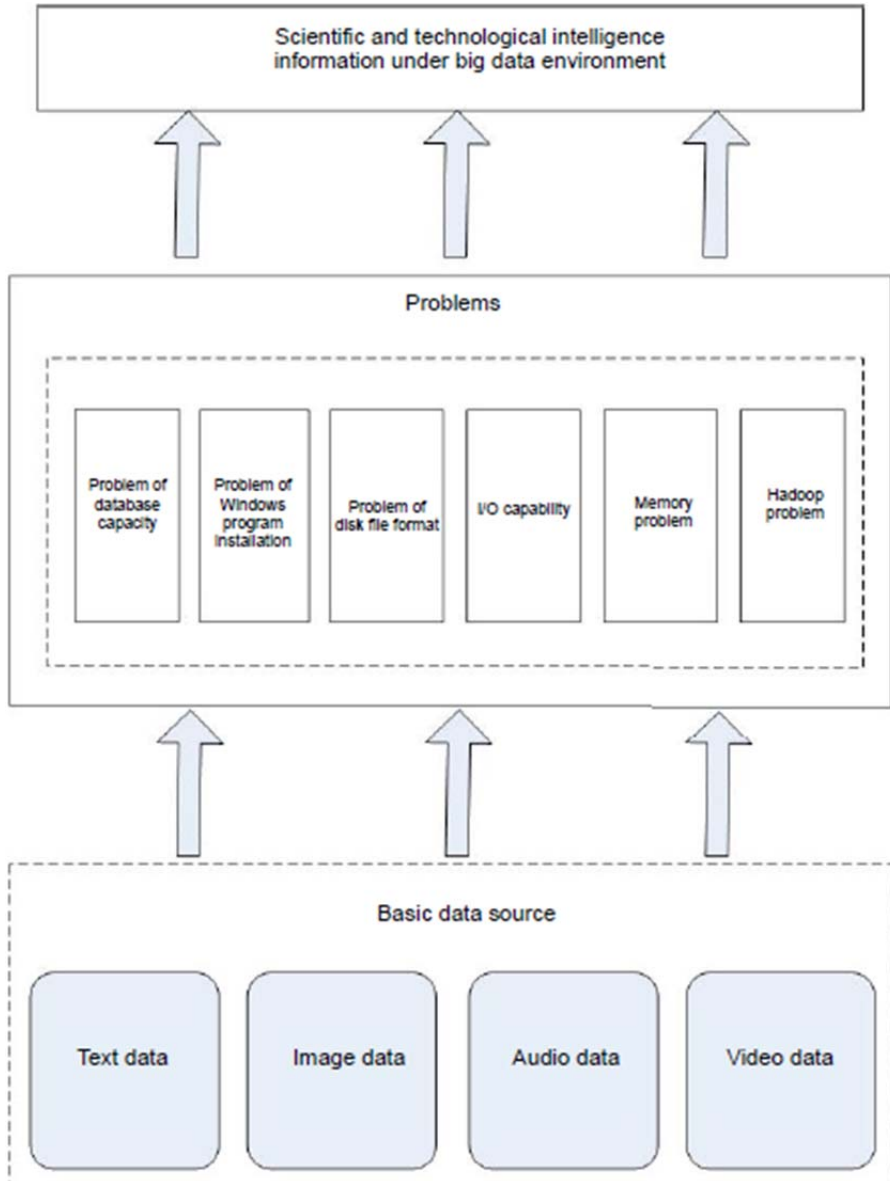 Scientific and technological intelligence
information under big data environment
Problems
Problem of
database
capacity
Problem of
Windows
program
installation
Problem of
disk file format
I/O capability
Memory
problem
Hadoop
problem
Basic data source
Text data
Image data
Audio data
Video data